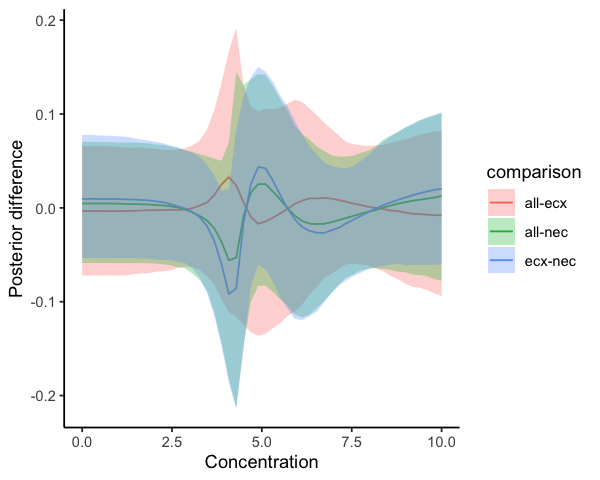 0.2
0.1
0.0
-0.1
-0.2
Posterior difference
0.0 2.5 5.0 7.5 10.0
Concentration
comparison
all-ecx
all-nec
ecx-nec